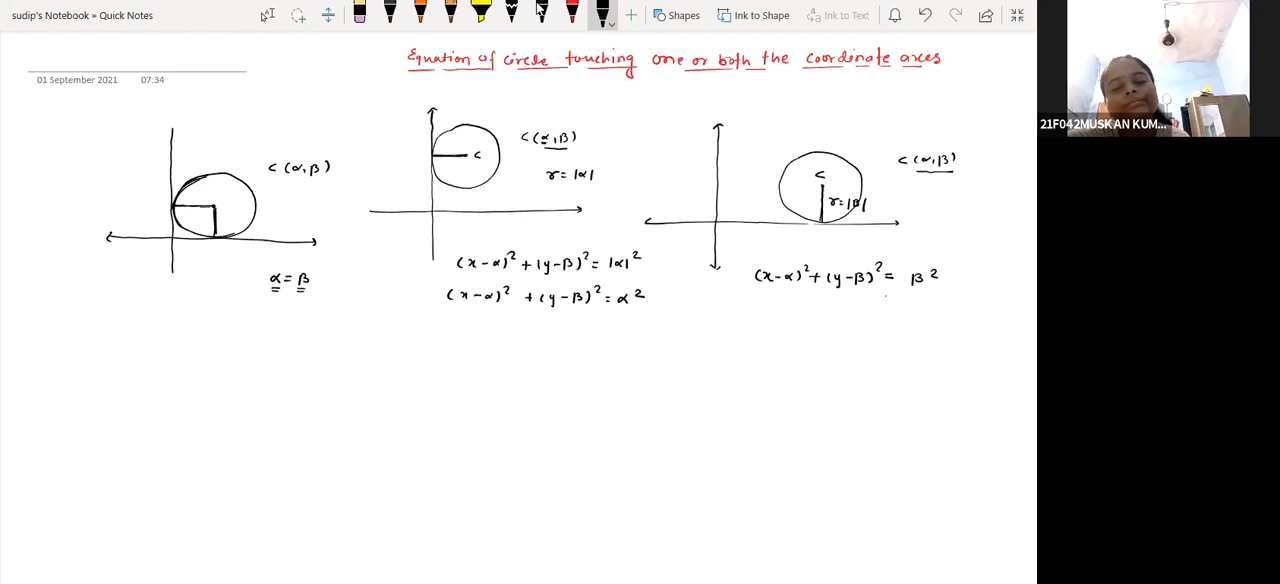 sudip's Notebook » Quick Notes
Shapes
Ink to Shape
Ink to Text
Equation of circle touching one or both the coordinate axes
01 September 2021 07:34
21F042MUSKAN KUM...
C (α, β)
α = β
C (α, β)
C
r = |α|
(x-α)² + (y-β)² = |α|²
(x-α)² + (y-β)² = α²
C (α, β)
C
r = |β|
(x-α)² + (y-β)² = β²